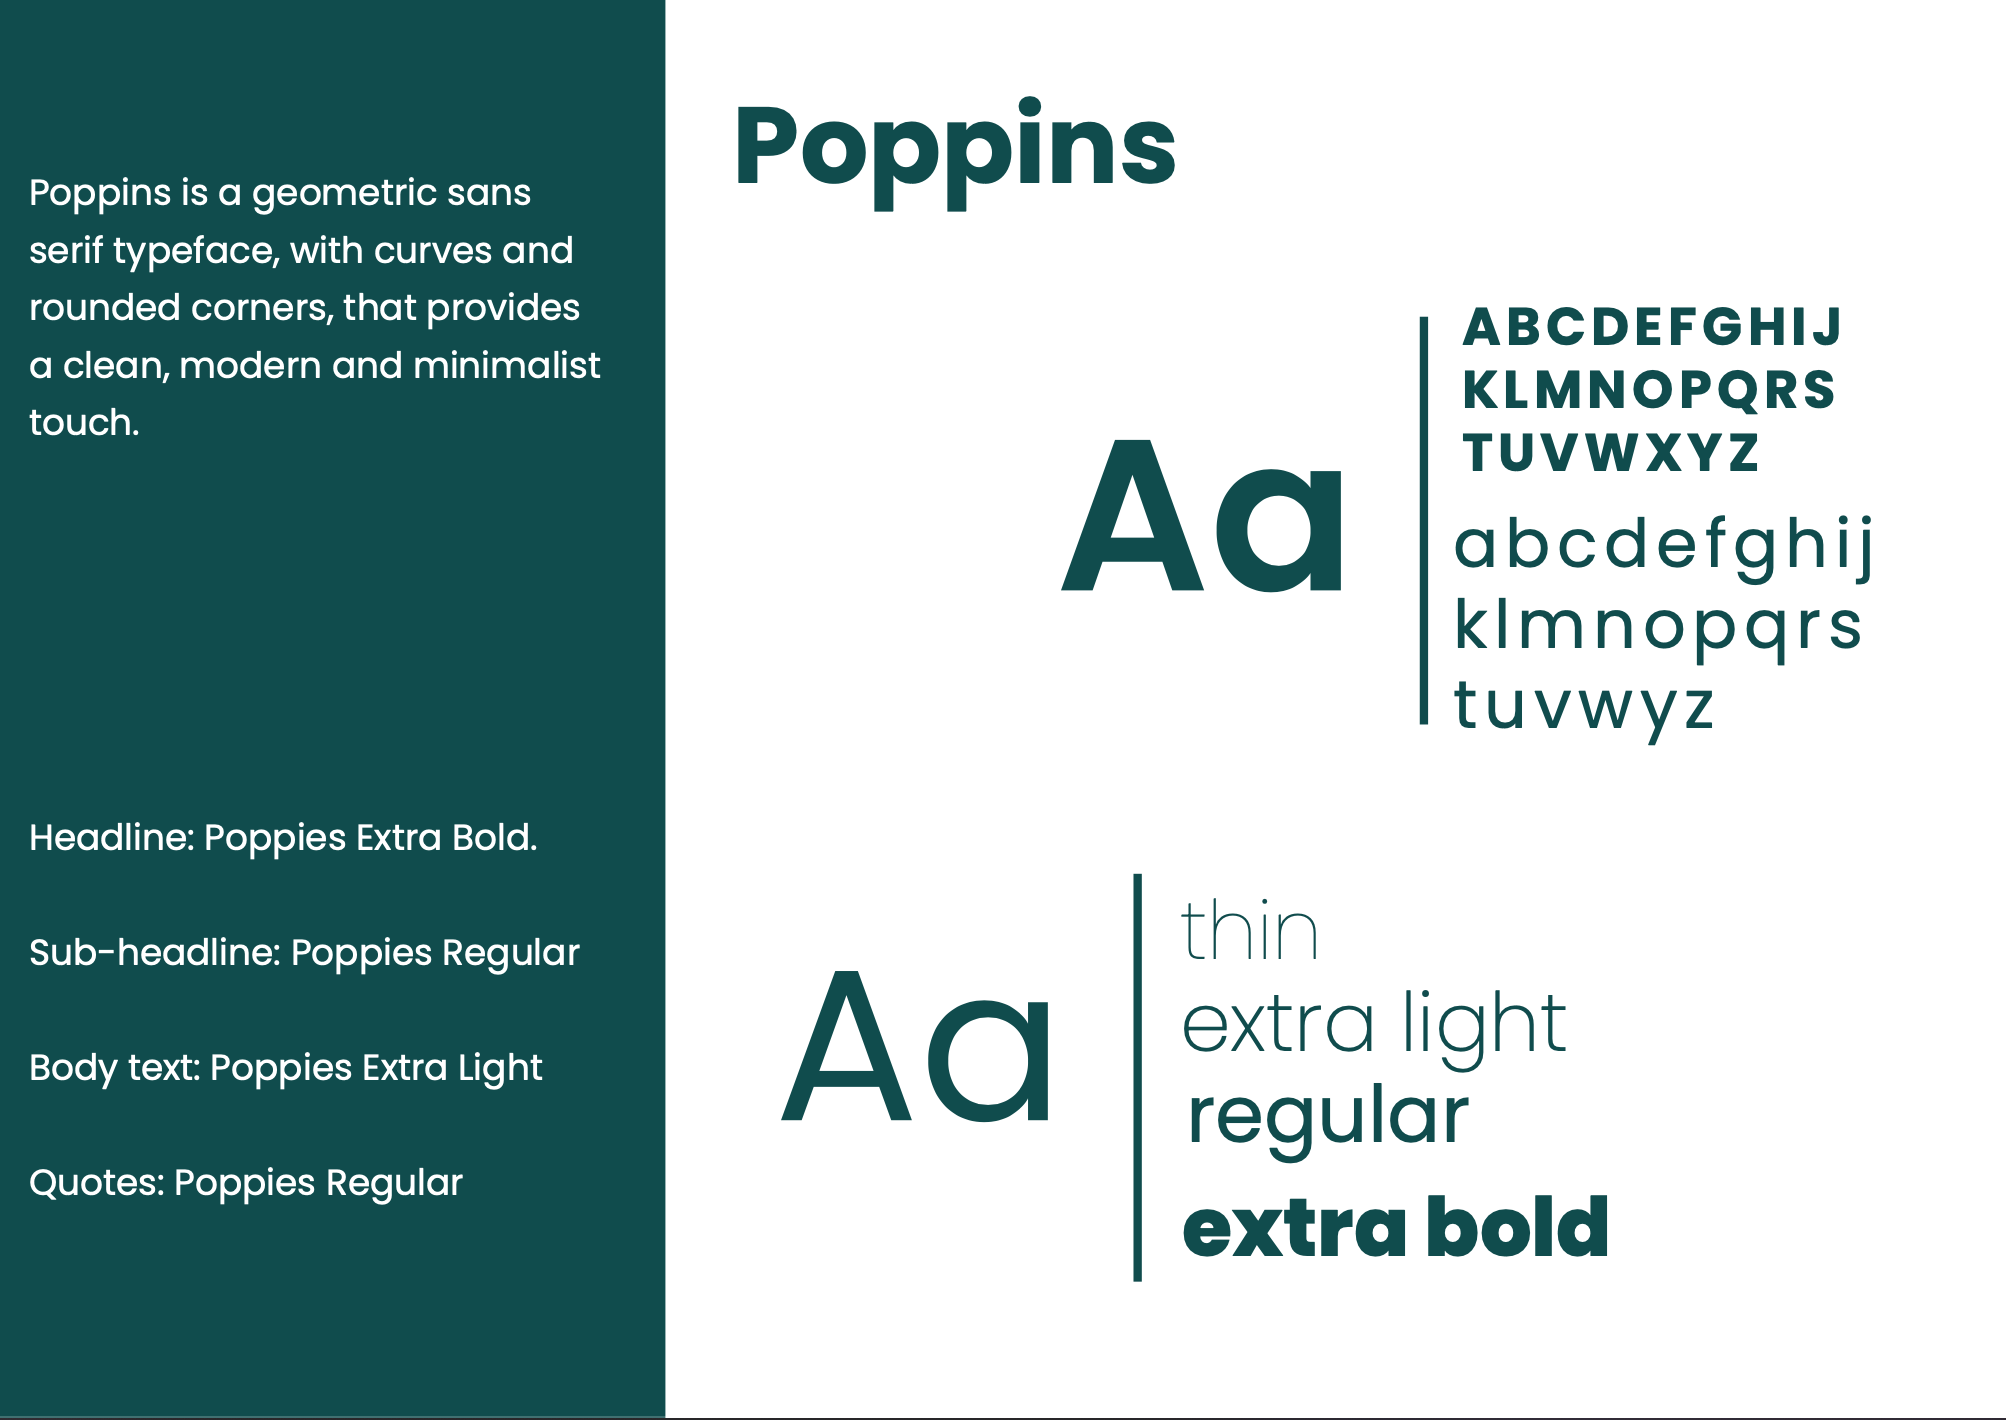 Poppins is a geometric sans
serif typeface, with curves and
rounded corners, that provides
a clean, modern and minimalist
touch.
Headline: Poppies Extra Bold.
Sub-headline: Poppies Regular
Body text: Poppies Extra Light
Quotes: Poppies Regular
Poppins
Aa
ABCDEFGHIJ
KLMNOPQRS
TUVWXYZ
abcdefghij
klmnopqrs
tuvwyz
Aa
thin
extra light
regular
extra bold